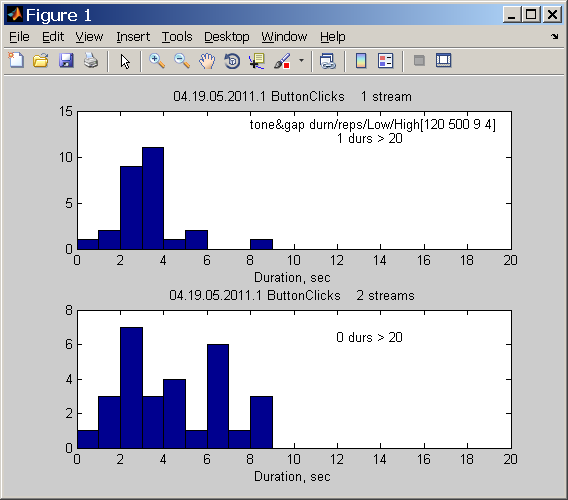 Figure 1
File Edit View Insert Tools Desktop Window Help
04.19.05.2011.1 ButtonClicks 1 stream
15
tone&gap durn/reps/Low/High[120 500 9 4]
1 durs > 20
10
5
0
0 2 4 6 8 10 12 14 16 18 20
Duration, sec
04.19.05.2011.1 ButtonClicks 2 streams
8
0 durs > 20
6
4
2
0
0 2 4 6 8 10 12 14 16 18 20
Duration, sec